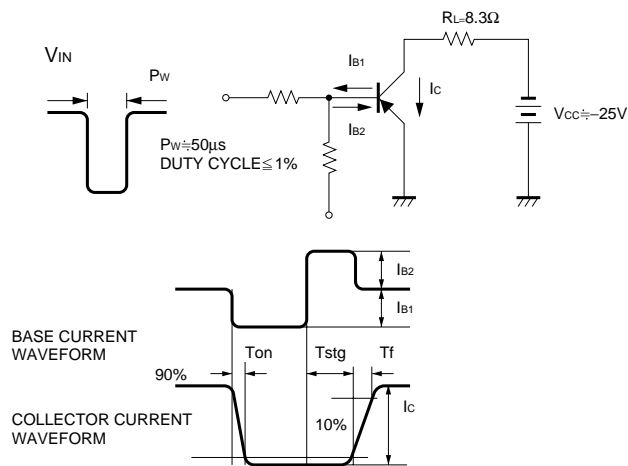 RL=8.3Ω
VIN
PW
IB1
IC
IB2
VCC≒−25V
PW≒50μs
DUTY CYCLE≦1%
IB2
IB1
BASE CURRENT
WAVEFORM
Ton
Tstg
Tf
90%
10%
IC
COLLECTOR CURRENT
WAVEFORM